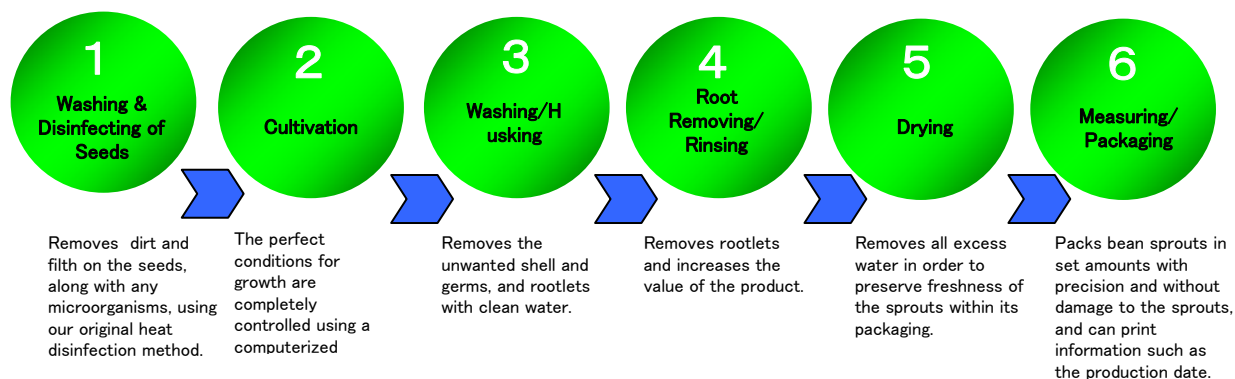 1
Washing &
Disinfecting of
Seeds
2
Cultivation
3
Washing/H
usking
4
Root
Removing/
Rinsing
5
Drying
6
Measuring/
Packaging
Removes dirt and
filth on the seeds,
along with any
microorganisms, using
our original heat
disinfection method.
The perfect
conditions for
growth are
completely
controlled using a
computerized
Removes the
unwanted shell and
germs, and rootlets
with clean water.
Removes rootlets
and increases the
value of the product.
Removes all excess
water in order to
preserve freshness of
the sprouts within its
packaging.
Packs bean sprouts in
set amounts with
precision and without
damage to the sprouts,
and can print
information such as
the production date.